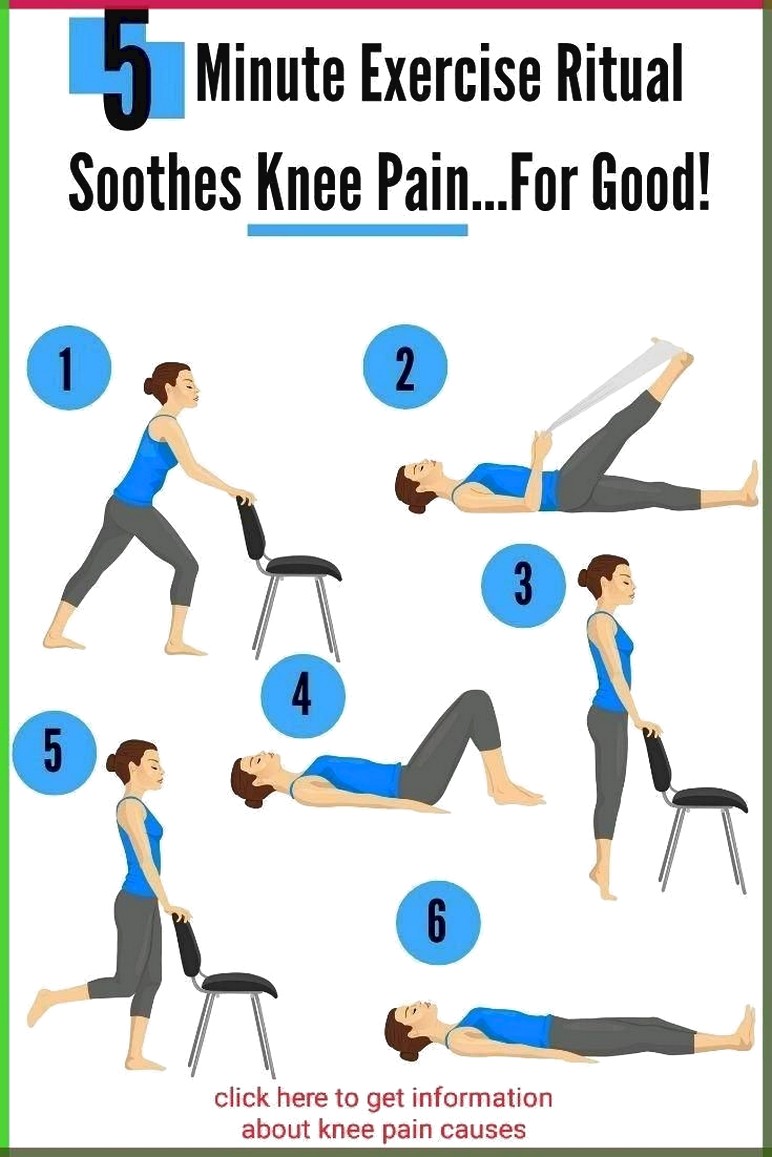 5 Minute Exercise Ritual
Soothes Knee Pain...For Good!
1
2
3
4
5
6
click here to get information
about knee pain causes